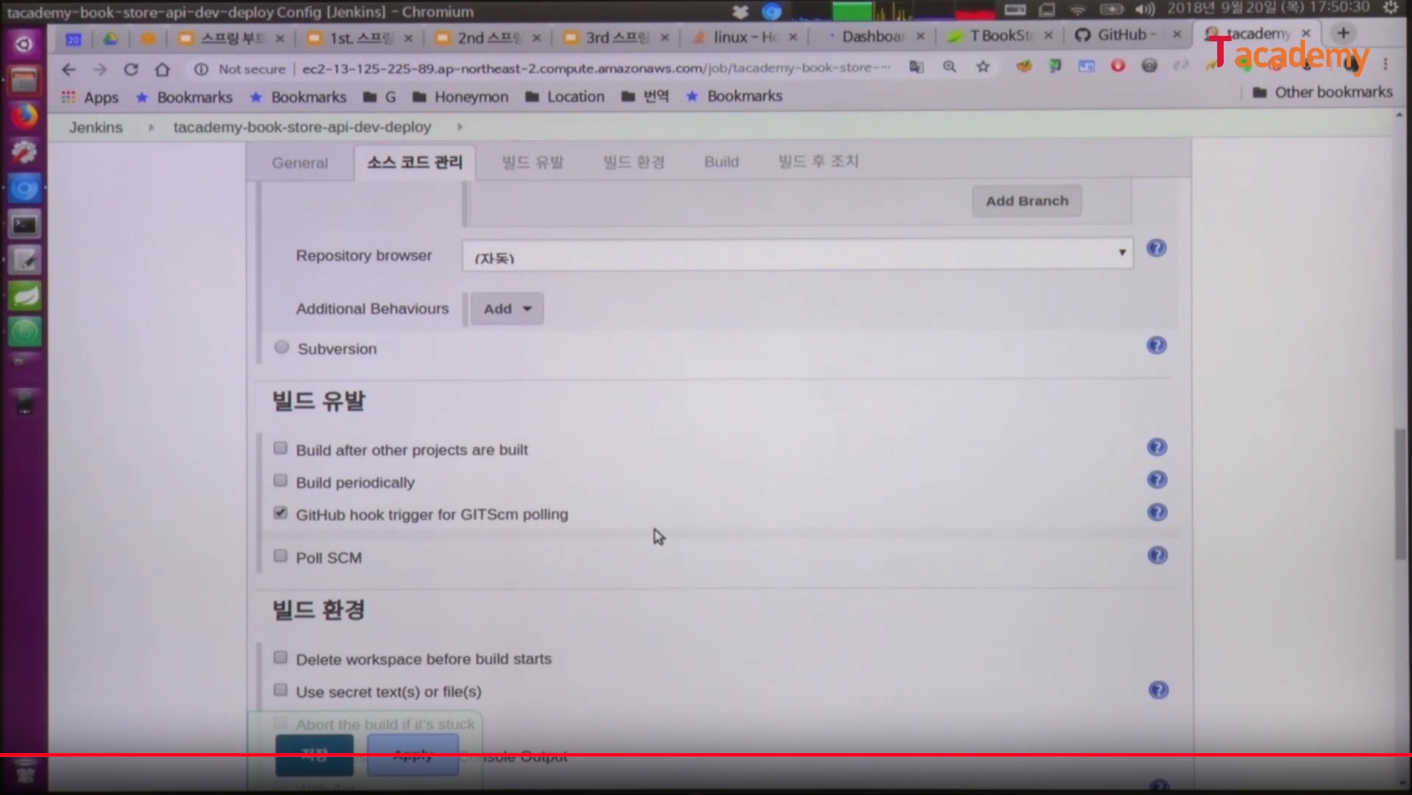 tacademy-book-store-api-dev-deploy Config [Jenkins] - Chromium
2018년 9월20일 (목) 17:50:30
20 스프링 부트 × 1st. 스프링 × 2nd 스프링 × 3rd 스프링 × linux - Ho × Dashboar × T BookSt × GitHub - × tacademy × +
Tacademy
Not secure | ec2-13-125-225-89.ap-northeast-2.compute.amazonaws.com/job/tacademy-book-store-…
Apps Bookmarks Bookmarks G Honeymon Location 번역 Bookmarks Other bookmarks
Jenkins tacademy-book-store-api-dev-deploy
General 소스 코드 관리 빌드 유발 빌드 환경 Build 빌드 후 조치
Add Branch
Repository browser (자동)
Additional Behaviours Add
Subversion
빌드 유발
Build after other projects are built
Build periodically
GitHub hook trigger for GITScm polling
Poll SCM
빌드 환경
Delete workspace before build starts
Use secret text(s) or file(s)
Abort the build if it's stuck
저장 Apply Console Output